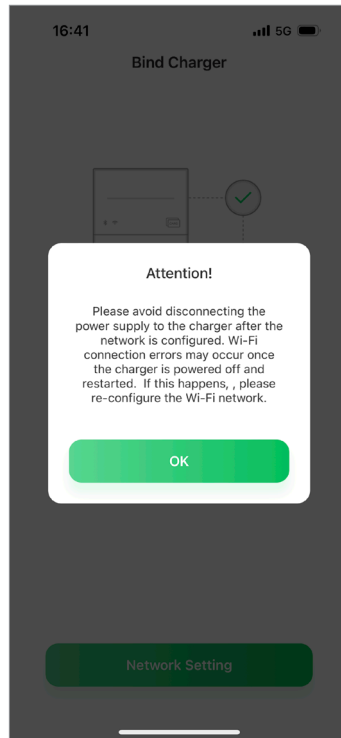 16:41
5G
Bind Charger
Attention!
Please avoid disconnecting the
power supply to the charger after the
network is configured. Wi-Fi
connection errors may occur once
the charger is powered off and
restarted.  If this happens, , please
re-configure the Wi-Fi network.
OK
Network Setting